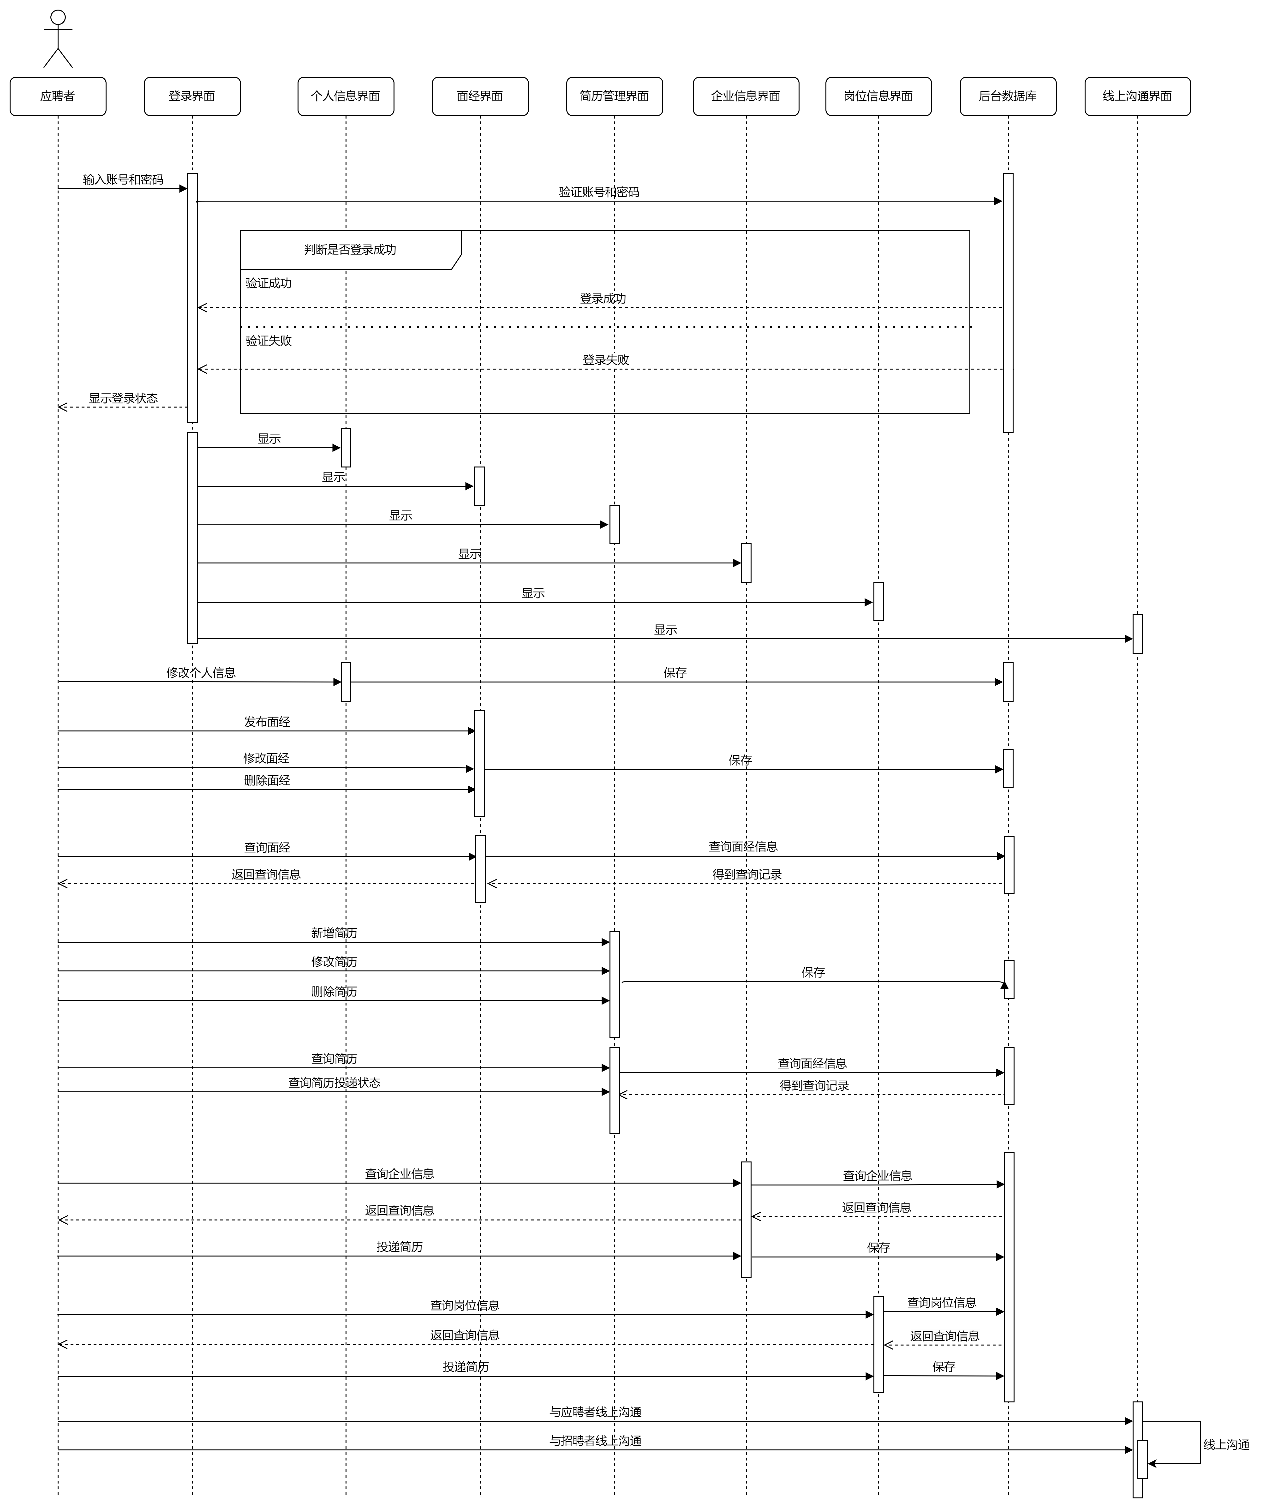 应聘者
登录界面
个人信息界面
面经界面
简历管理界面
企业信息界面
岗位信息界面
后台数据库
线上沟通界面
输入账号和密码
验证账号和密码
判断是否登录成功
验证成功
登录成功
验证失败
登录失败
显示登录状态
显示
显示
显示
显示
显示
显示
修改个人信息
保存
发布面经
修改面经
保存
删除面经
查询面经
查询面经信息
返回查询信息
得到查询记录
新增简历
修改简历
保存
删除简历
查询简历
查询面经信息
查询简历投递状态
得到查询记录
查询企业信息
查询企业信息
返回查询信息
返回查询信息
投递简历
保存
查询岗位信息
查询岗位信息
返回查询信息
返回查询信息
投递简历
保存
与应聘者线上沟通
与招聘者线上沟通
线上沟通